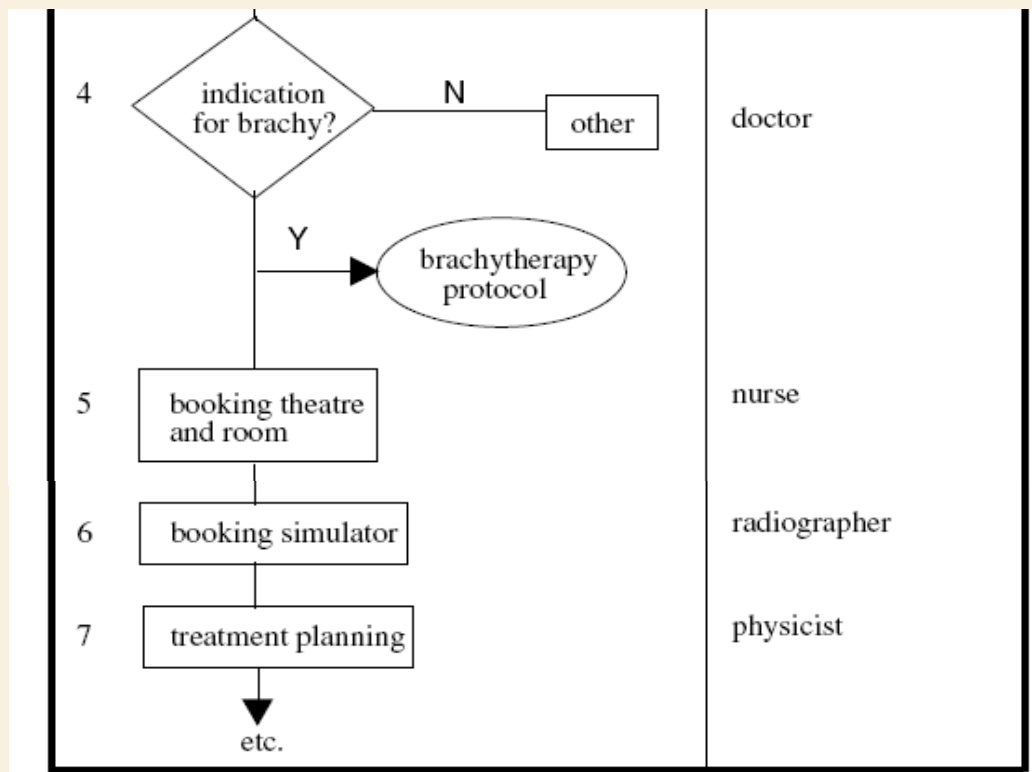 4
indication
for brachy?
N
other
doctor
Y
brachytherapy
protocol
5
booking theatre
and room
nurse
6
booking simulator
radiographer
7
treatment planning
physicist
etc.